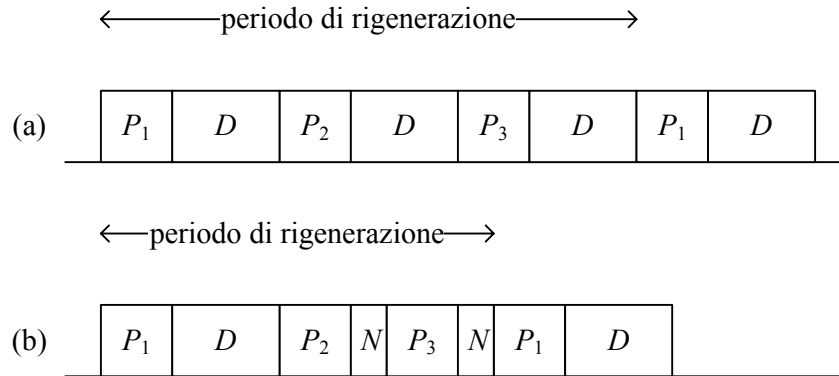 periodo di rigenerazione
(a) P1 D P2 D P3 D P1 D
periodo di rigenerazione
(b) P1 D P2 N P3 N P1 D